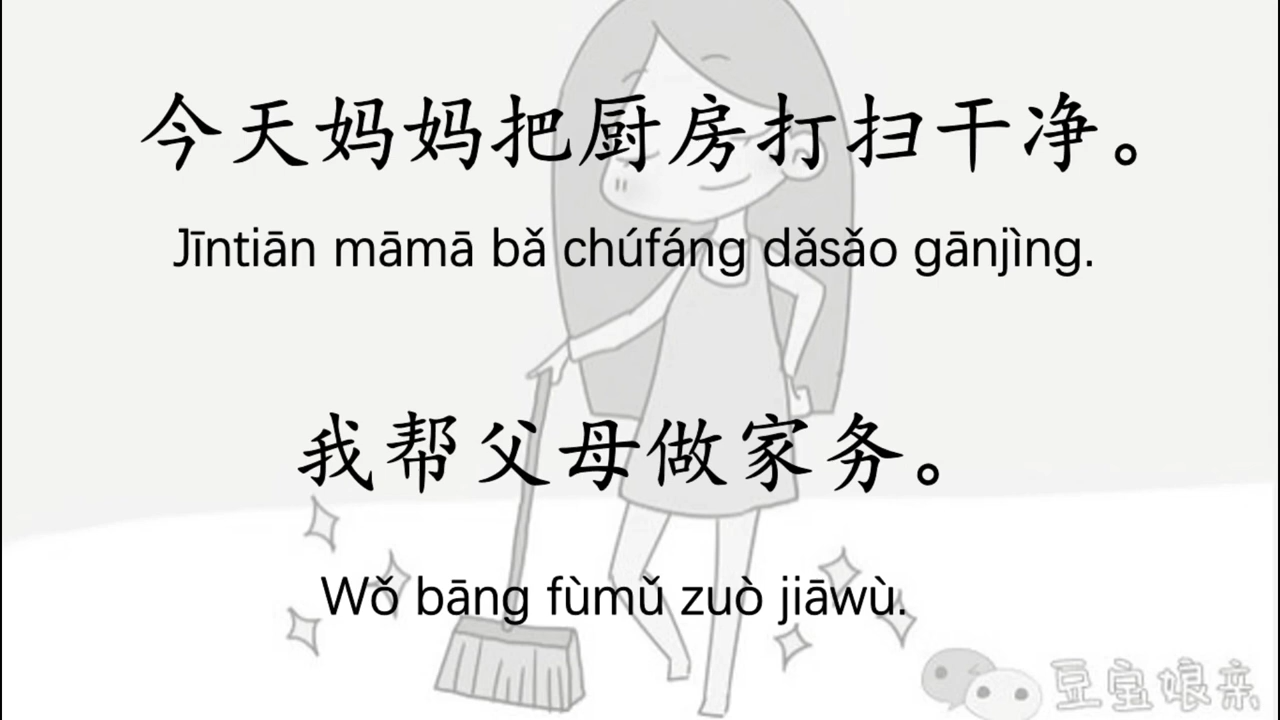 今天妈妈把厨房打扫干净。
Jīntiān māmā bǎ chúfáng dǎsǎo gānjìng.
我帮父母做家务。
Wǒ bāng fùmǔ zuò jiāwù.
豆宝娘亲